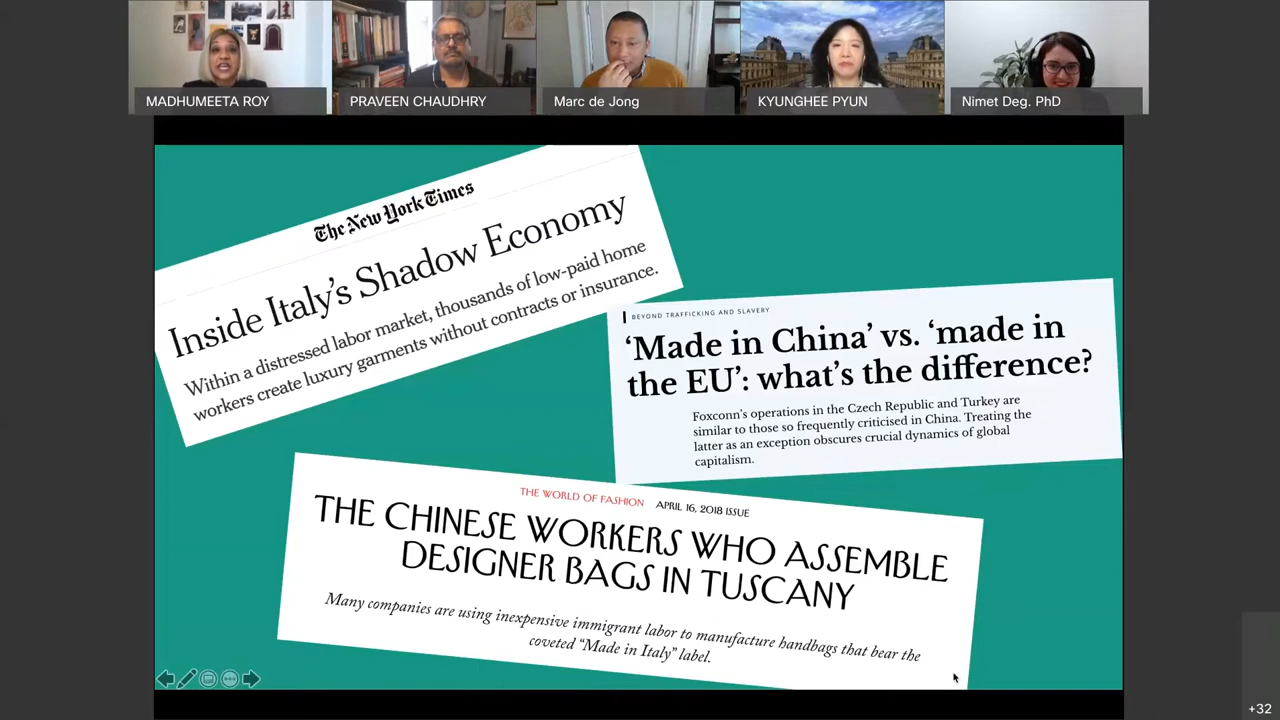 MADHUMEETA ROY
PRAVEEN CHAUDHRY
Marc de Jong
KYUNGHEE PYUN
Nimet Deg. PhD
The New York Times
Inside Italy's Shadow Economy
Within a distressed labor market, thousands of low-paid home
workers create luxury garments without contracts or insurance.
BEYOND TRAFFICKING AND SLAVERY
‘Made in China’ vs. ‘made in
the EU’: what’s the difference?
Foxconn’s operations in the Czech Republic and Turkey are
similar to those so frequently criticised in China. Treating the
latter as an exception obscures crucial dynamics of global
capitalism.
THE WORLD OF FASHION APRIL 16, 2018 ISSUE
THE CHINESE WORKERS WHO ASSEMBLE
DESIGNER BAGS IN TUSCANY
Many companies are using inexpensive immigrant labor to manufacture handbags that bear the
coveted “Made in Italy” label.
+32